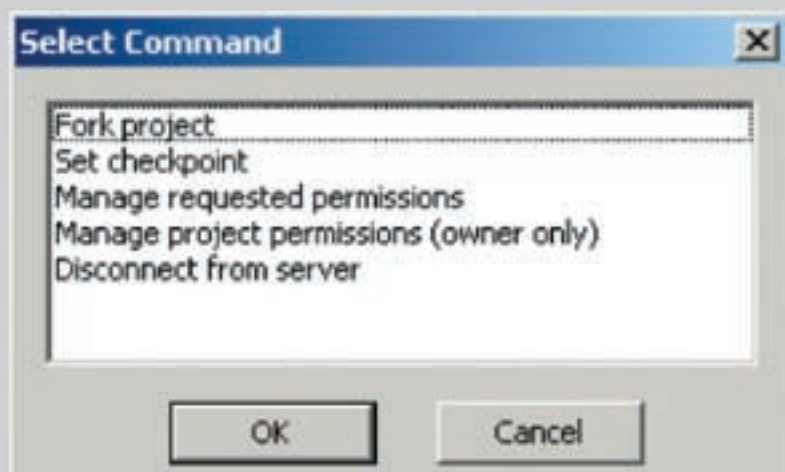 Select Command
Fork project
Set checkpoint
Manage requested permissions
Manage project permissions (owner only)
Disconnect from server
OK
Cancel